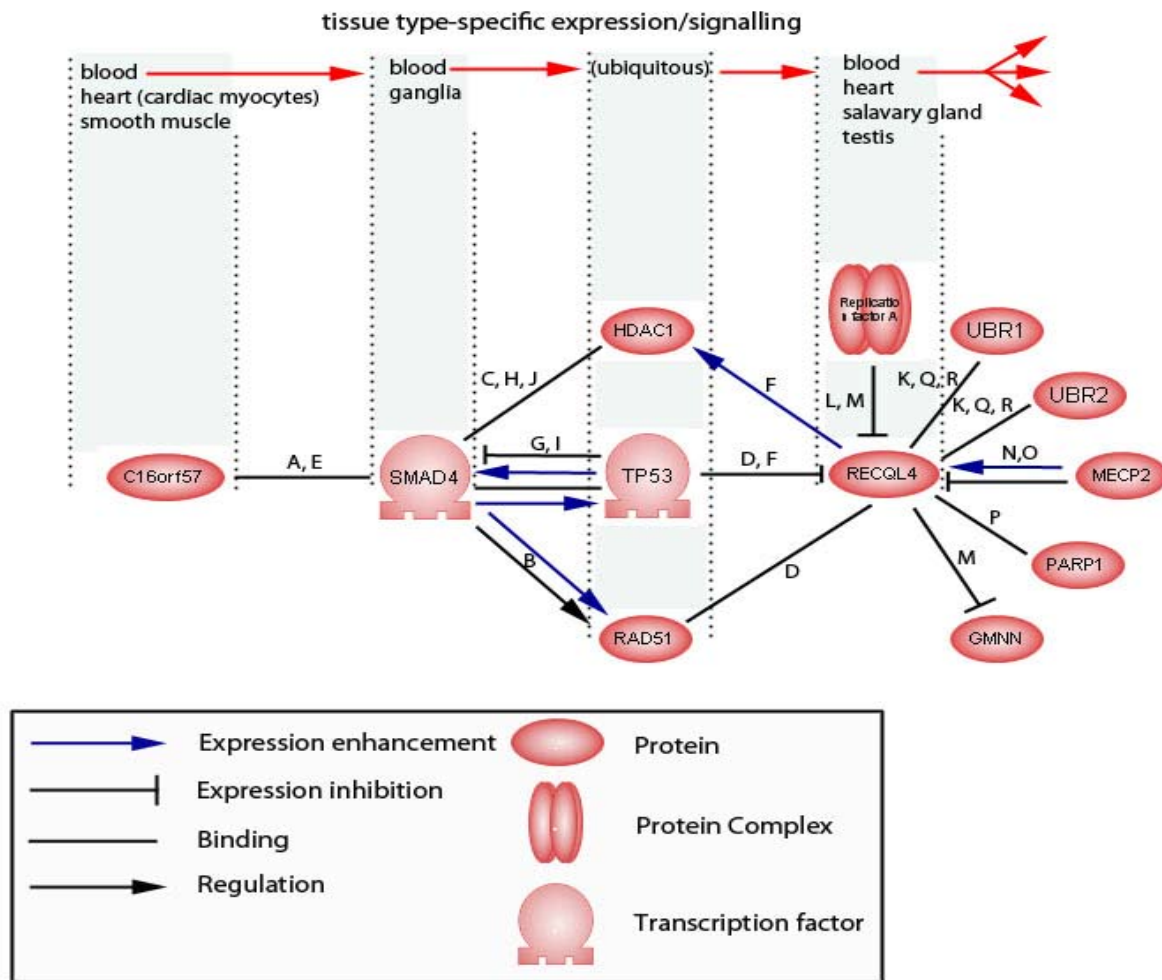 tissue type-specific expression/signalling
blood
heart (cardiac myocytes)
smooth muscle
blood
ganglia
(ubiquitous)
blood
heart
salavary gland
testis
Replicatio
n factor A
HDAC1
UBR1
C, H, J
F
L, M
K, Q, R
UBR2
K, Q, R
C16orf57
A, E
SMAD4
G, I
TP53
D, F
RECQL4
N,O
MECP2
B
D
P
M
PARP1
RAD51
GMNN
Expression enhancement
Expression inhibition
Binding
Regulation
Protein
Protein Complex
Transcription factor